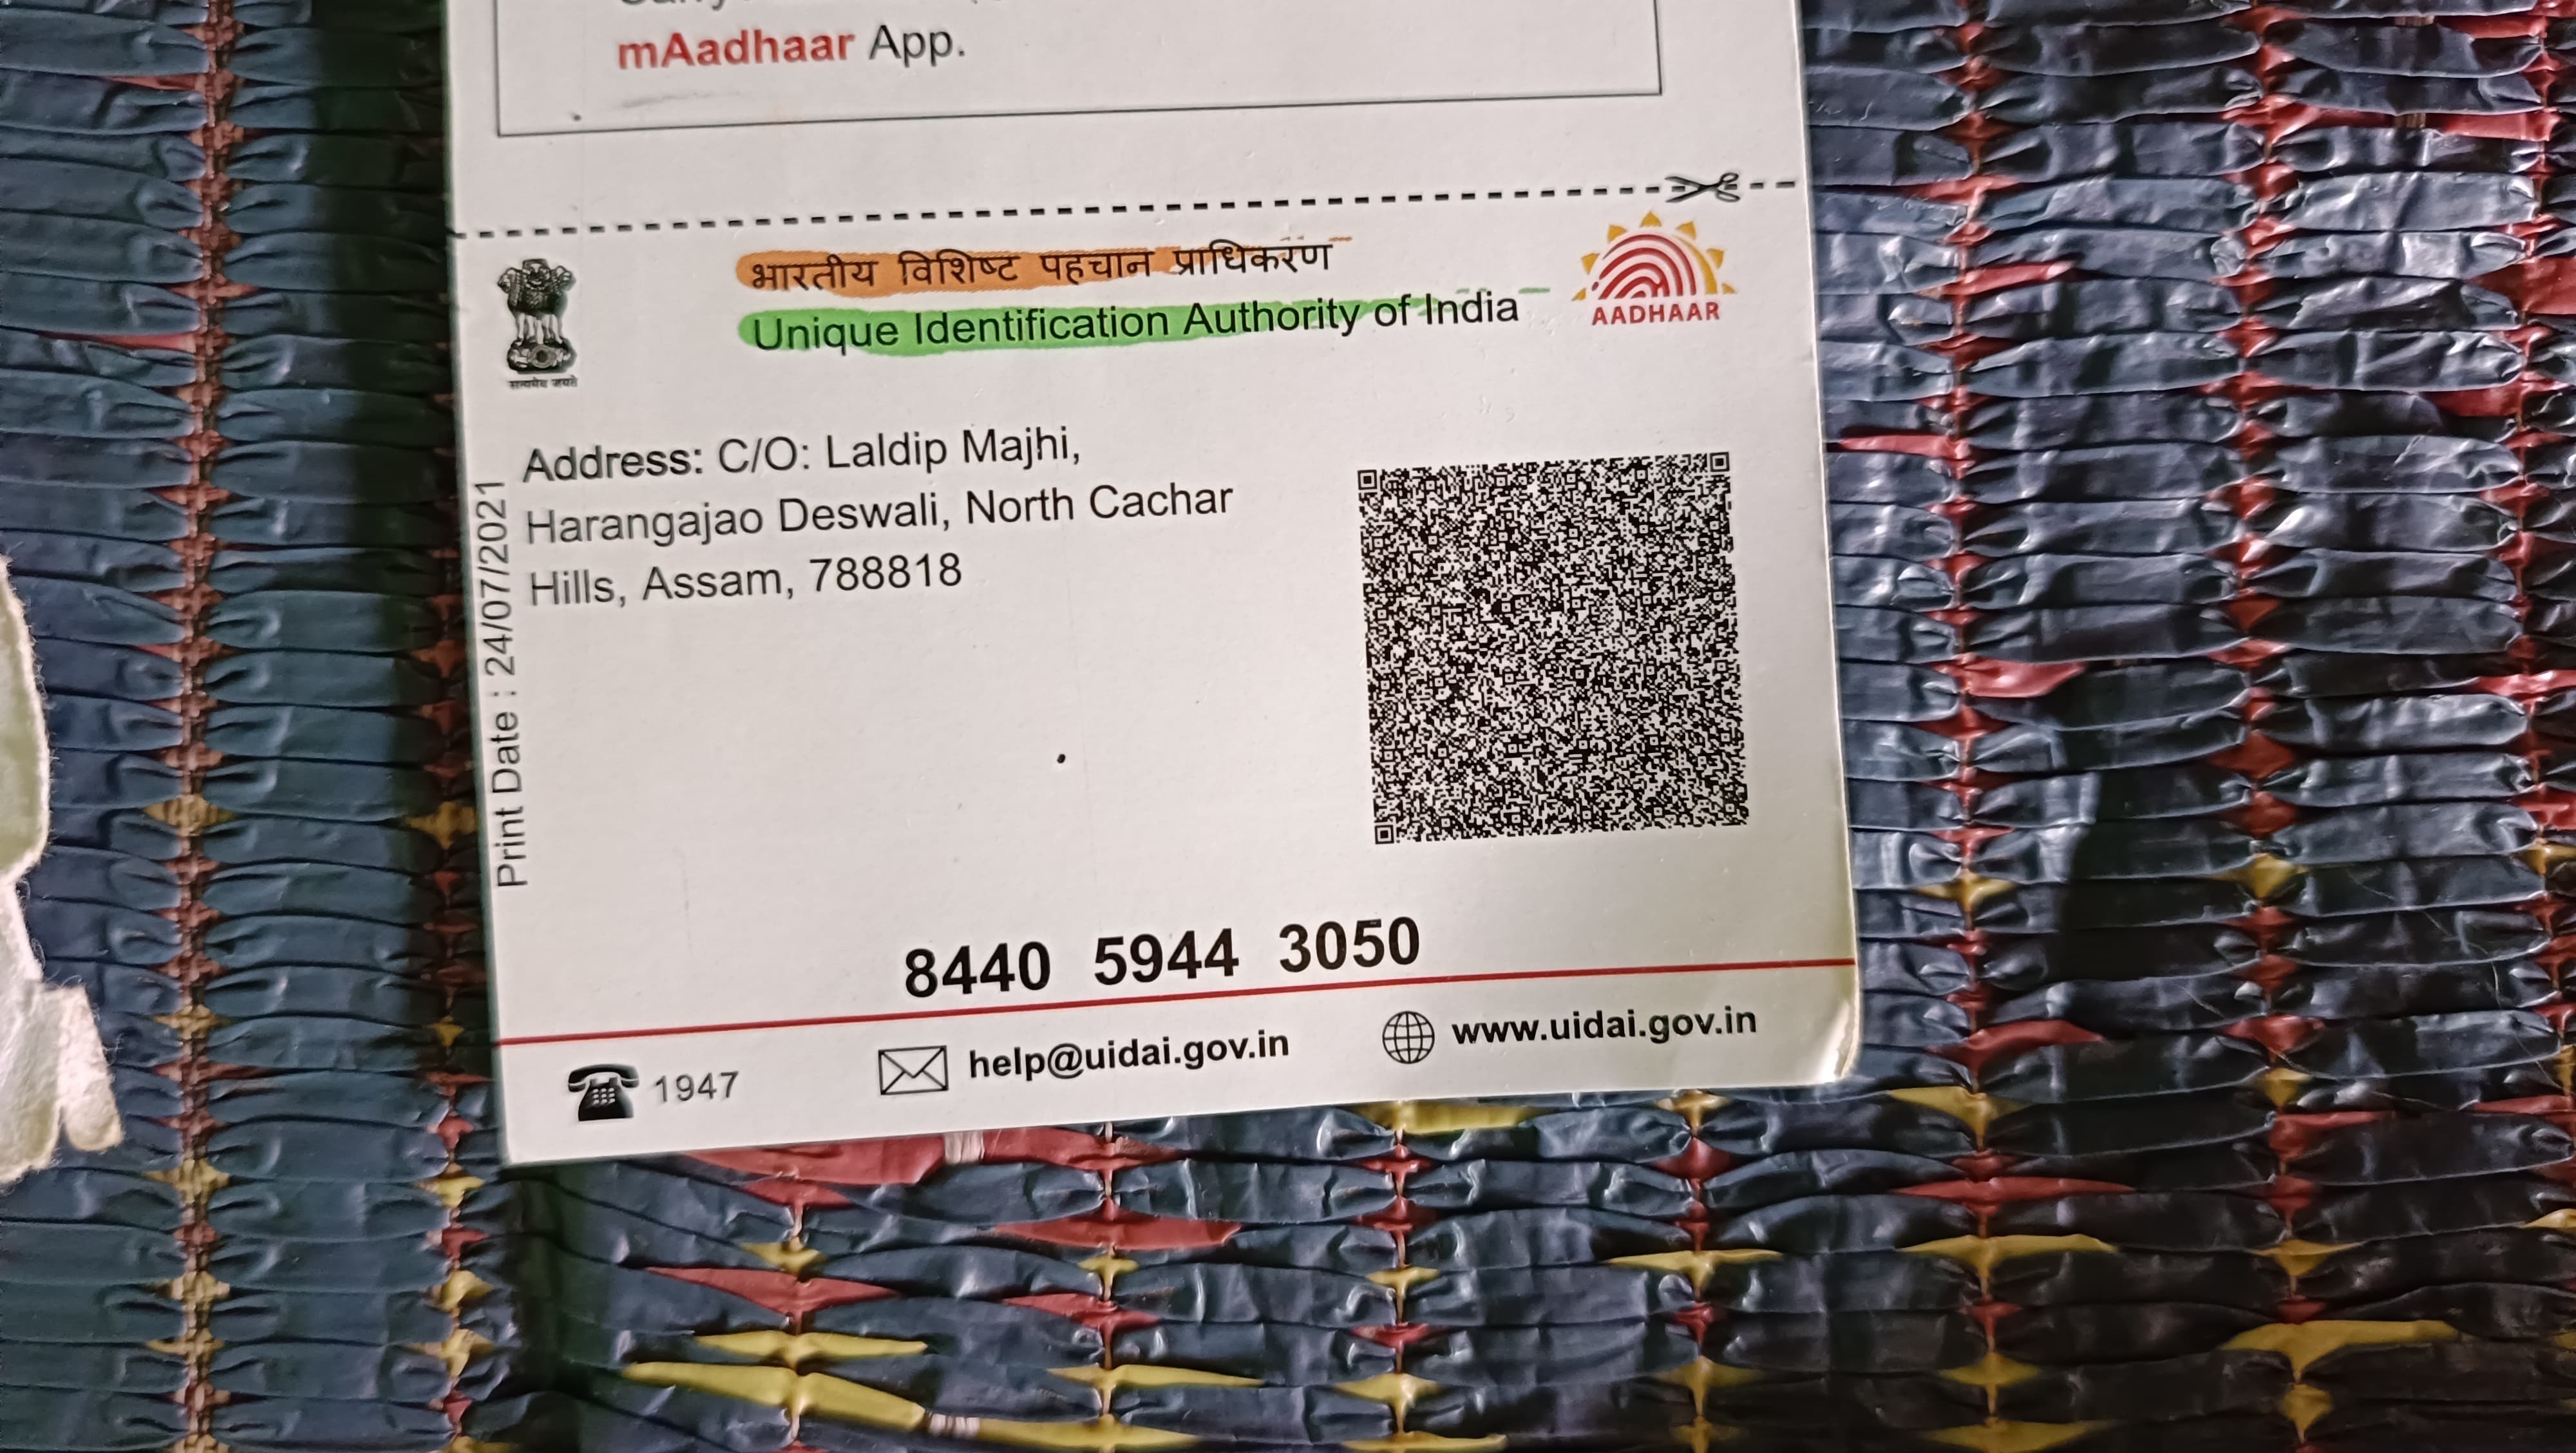 mAadhaar App.
भारतीय विशिष्ट पहचान प्राधिकरण
Unique Identification Authority of India
AADHAAR
सत्यमेव जयते
Address: C/O: Laldip Majhi,
Harangajao Deswali, North Cachar
Hills, Assam, 788818
Print Date : 24/07/2021
8440 5944 3050
1947
help@uidai.gov.in
www.uidai.gov.in